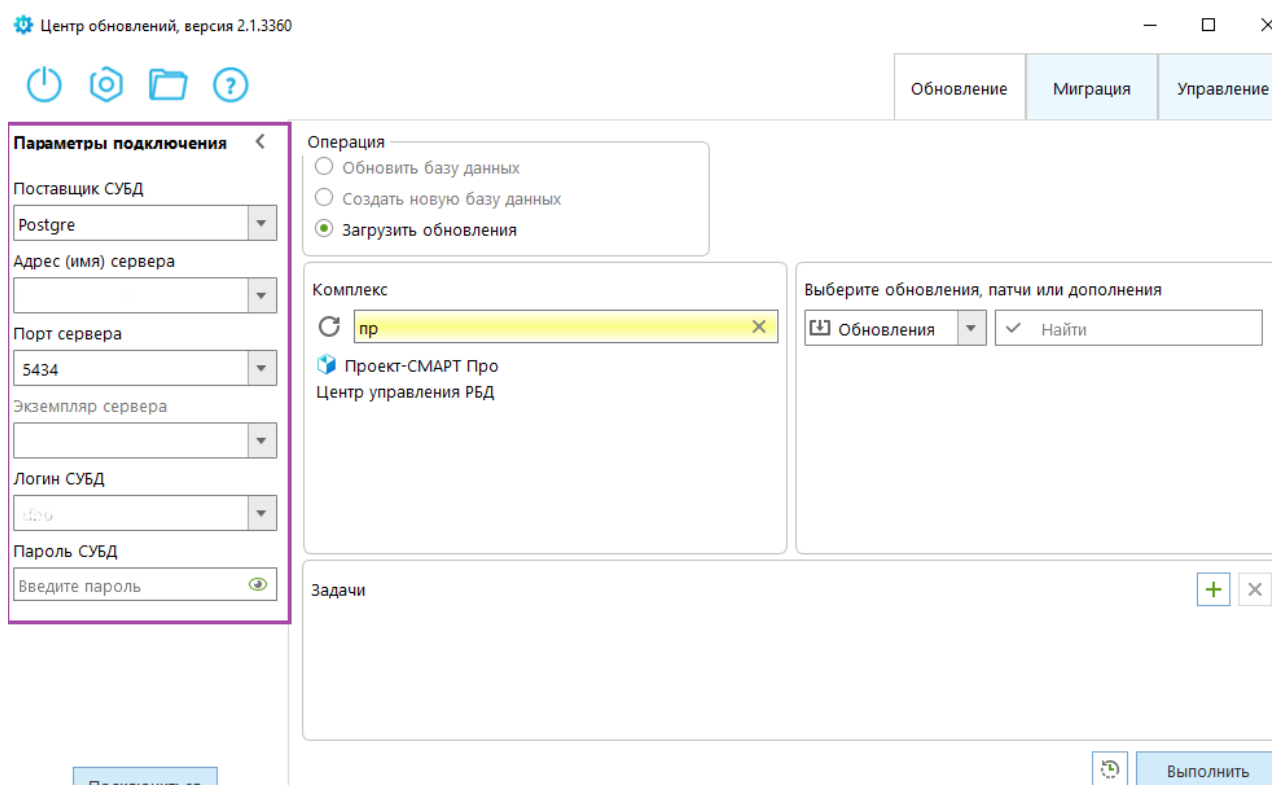 Центр обновлений, версия 2.1.3360
Обновление
Миграция
Управление
Параметры подключения
Поставщик СУБД
Postgre
Адрес (имя) сервера
Порт сервера
5434
Экземпляр сервера
Логин СУБД
Пароль СУБД
Введите пароль
Операция
Обновить базу данных
Создать новую базу данных
Загрузить обновления
Комплекс
пр
Проект-СМАРТ Про
Центр управления РБД
Выберите обновления, патчи или дополнения
Обновления
Найти
Задачи
Подключиться
Выполнить